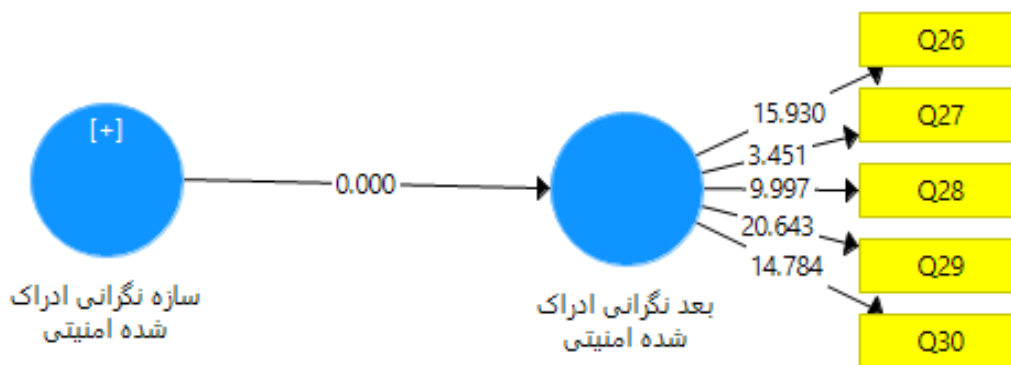 Q26
[+]
15.930
Q27
3.451
0.000
9.997
Q28
20.643
Q29
14.784
سازه نگرانی ادراک
شده امنیتی
بعد نگرانی ادراک
شده امنیتی
Q30